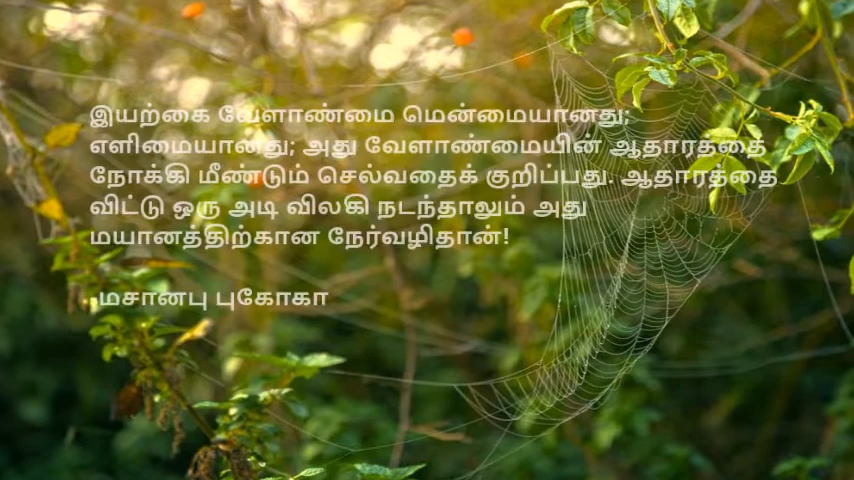 இயற்கை வேளாண்மை மென்மையானது;
எளிமையானது; அது வேளாண்மையின் ஆதாரத்தை
நோக்கி மீண்டும் செல்வதைக் குறிப்பது. ஆதாரத்தை
விட்டு ஒரு அடி விலகி நடந்தாலும் அது
மயானத்திற்கான நேர்வழிதான்!
-மசானபு புகோகா